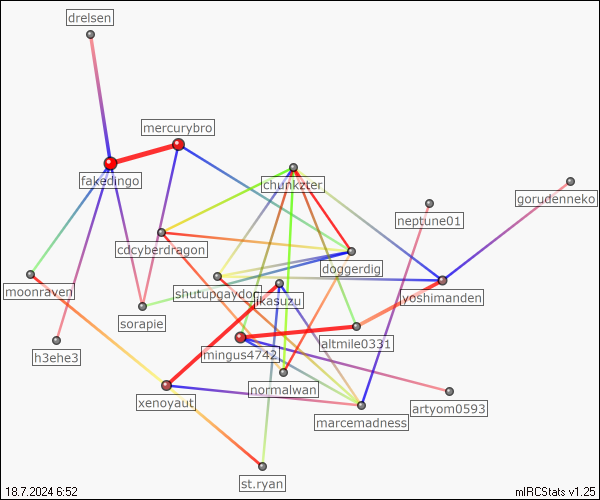 drelsen
mercurybro
fakedingo
chunkzter
gorudenneko
neptune01
cdcyberdragon
doggerdig
moonraven
shutupgaydon
ikasuzu
yoshimanden
sorapie
h3ehe3
mingus4742
altmile0331
normalwan
xenoyaut
artyom0593
marcemadness
st.ryan
18.7.2024 6:52
mIRCStats v1.25